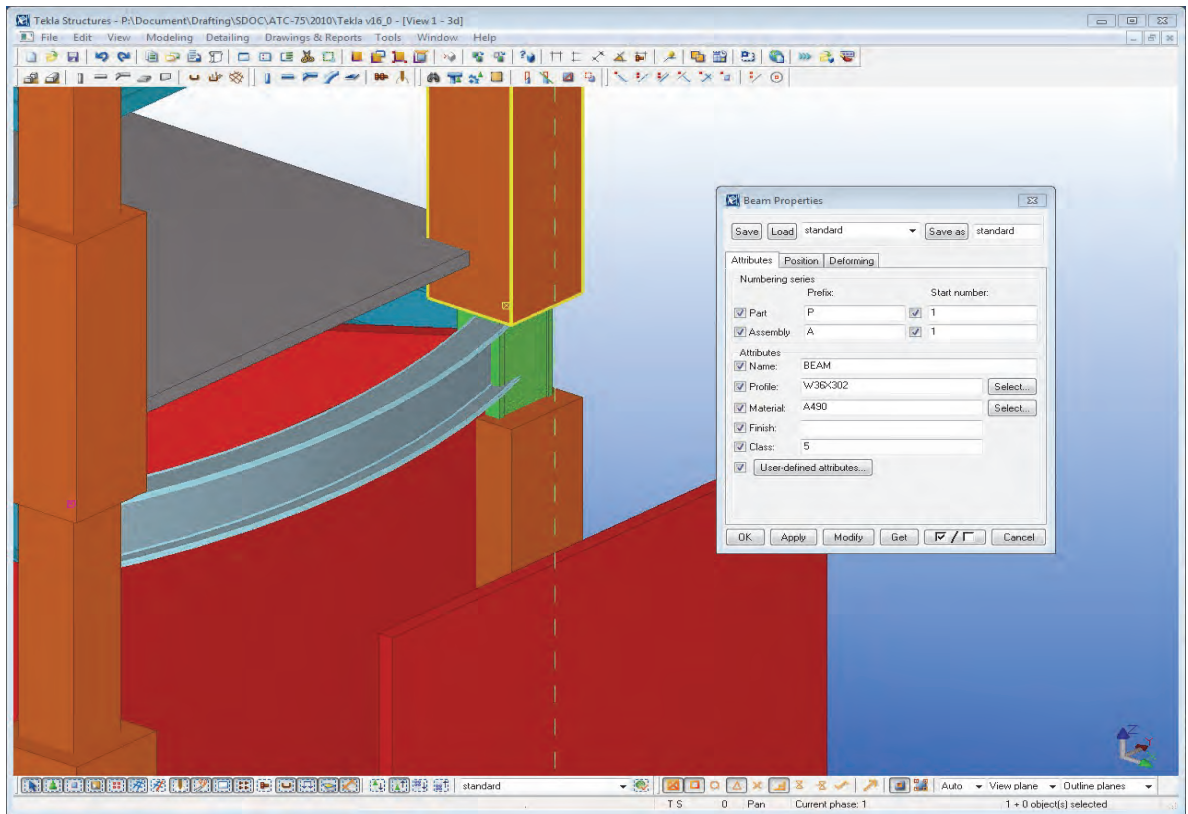 Tekla Structures - P:\Document\Drafting\SDOC\ATC-75\2010\Tekla v16_0 - [View 1 - 3d]
File Edit View Modeling Detailing Drawings & Reports Tools Window Help
Beam Properties
Save Load standard Save as standard
Attributes Position Deforming
Numbering series
Prefix: Start number:
Part P 1
Assembly A 1
Attributes
Name: BEAM
Profile: W36X302 Select...
Material: A490 Select...
Finish:
Class: 5
User-defined attributes...
OK Apply Modify Get / Cancel
Z
standard Auto View plane Outline planes
T S 0 Pan Current phase: 1 1 + 0 object(s) selected